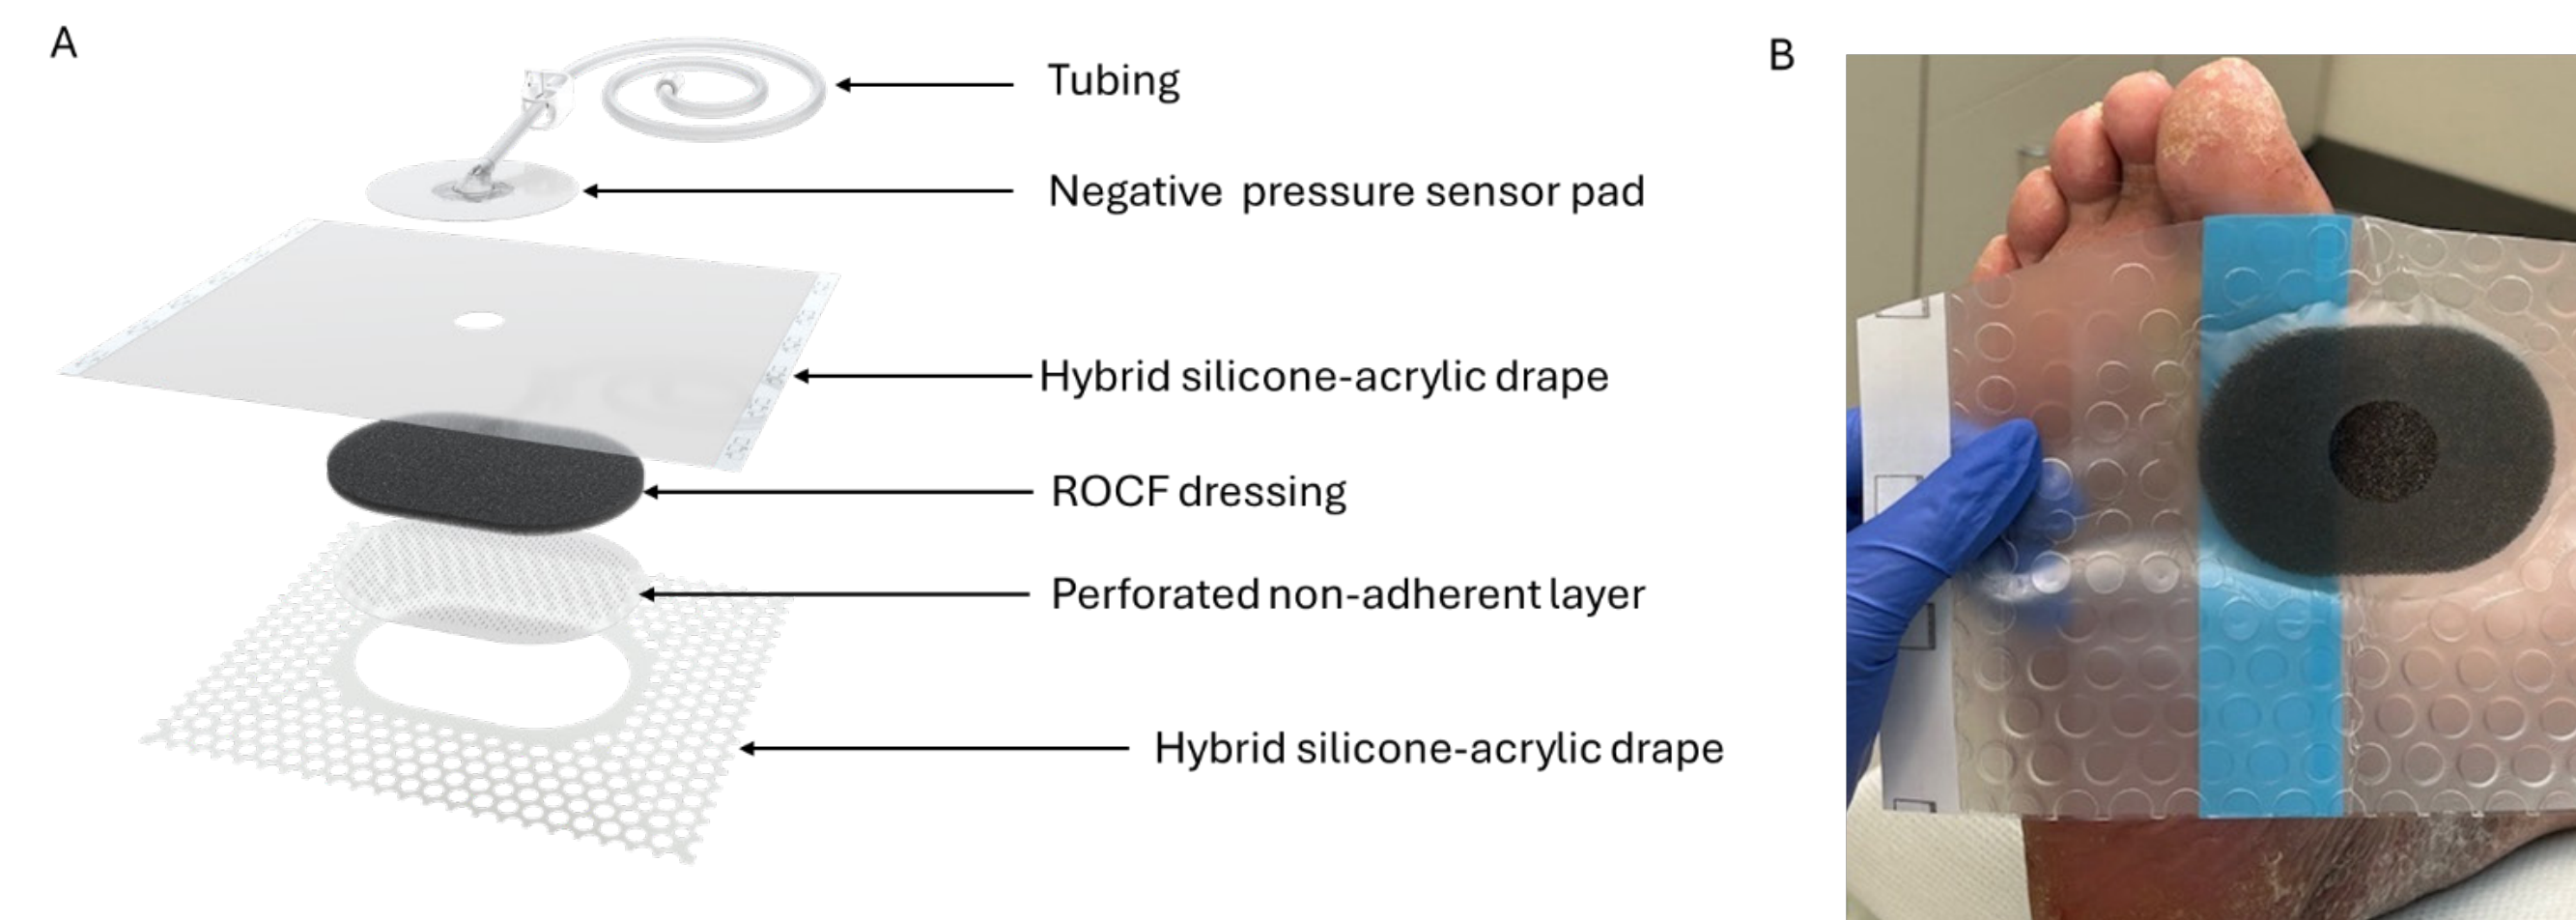 A
Tubing
Negative pressure sensor pad
Hybrid silicone-acrylic drape
ROCF dressing
Perforated non-adherent layer
Hybrid silicone-acrylic drape
B